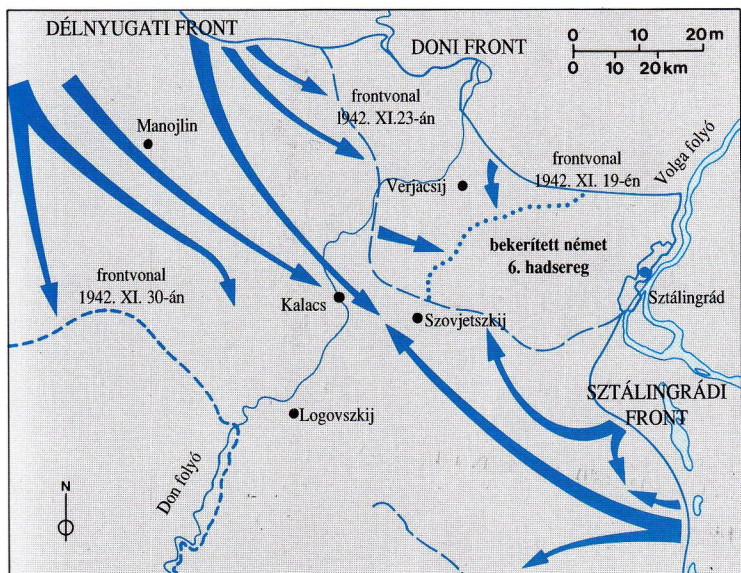 DÉLNYUGATI FRONT
DONI FRONT
0 10 20 m
0 10 20 km
frontvonal
1942. XI.23-án
Manojlin
Verjacsij
frontvonal
1942. XI. 19-én
Volga folyó
bekerített német
6. hadsereg
frontvonal
1942. XI. 30-án
Kalacs
Szovjetszkij
Sztálingrád
SZTÁLINGRÁDI
FRONT
Logovszkij
Don folyó
N